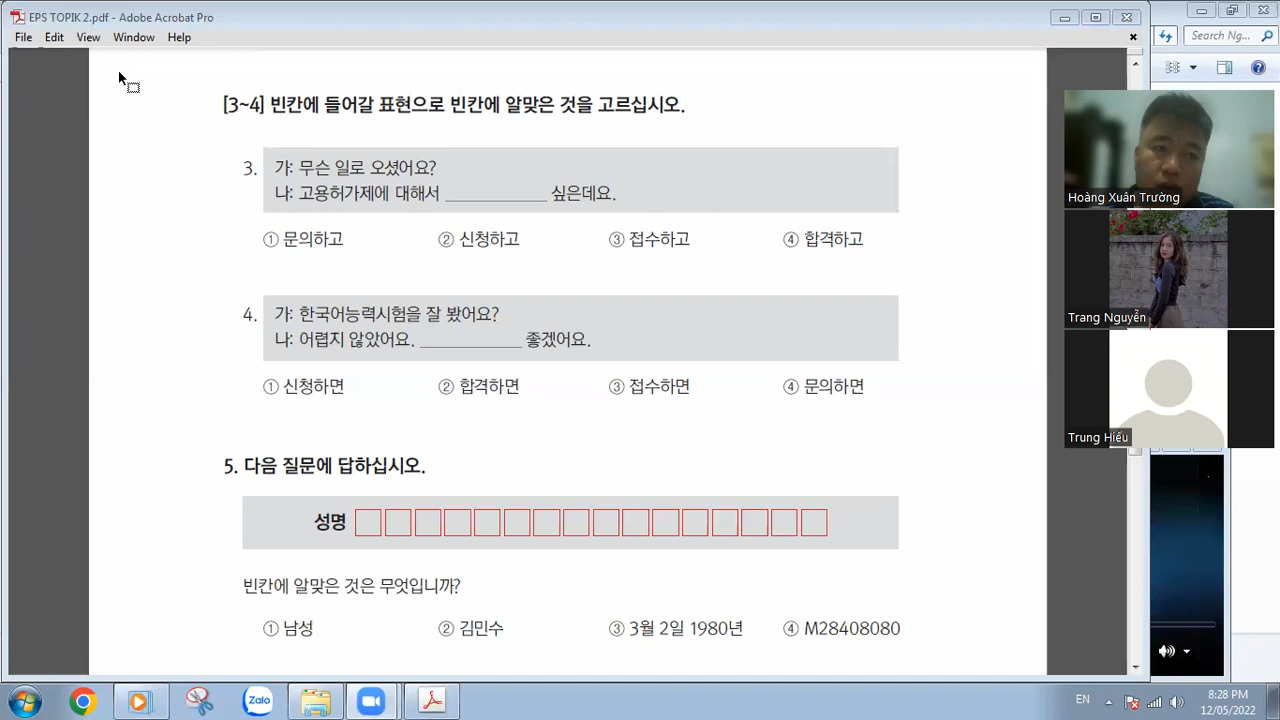 EPS TOPIK 2.pdf - Adobe Acrobat Pro
File Edit View Window Help
Search Ng...
[3~4] 빈칸에 들어갈 표현으로 빈칸에 알맞은 것을 고르십시오.
3. 가: 무슨 일로 오셨어요?
나: 고용허가제에 대해서 ___________ 싶은데요.
① 문의하고 ② 신청하고 ③ 접수하고 ④ 합격하고
4. 가: 한국어능력시험을 잘 봤어요?
나: 어렵지 않았어요. ___________ 좋겠어요.
① 신청하면 ② 합격하면 ③ 접수하면 ④ 문의하면
5. 다음 질문에 답하십시오.
성명
빈칸에 알맞은 것은 무엇입니까?
① 남성 ② 김민수 ③ 3월 2일 1980년 ④ M28408080
Hoàng Xuân Trường
Trang Nguyễn
Trung Hiếu
Zalo
EN
8:28 PM
12/05/2022